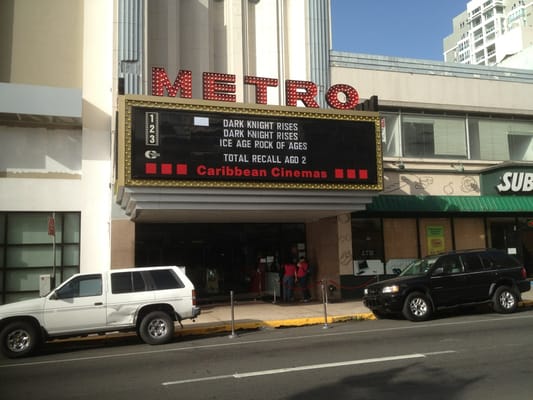 METRO
1 DARK KNIGHT RISES
2 DARK KNIGHT RISES
3 ICE AGE ROCK OF AGES
TOTAL RECALL AGO 2
Caribbean Cinemas
SUB